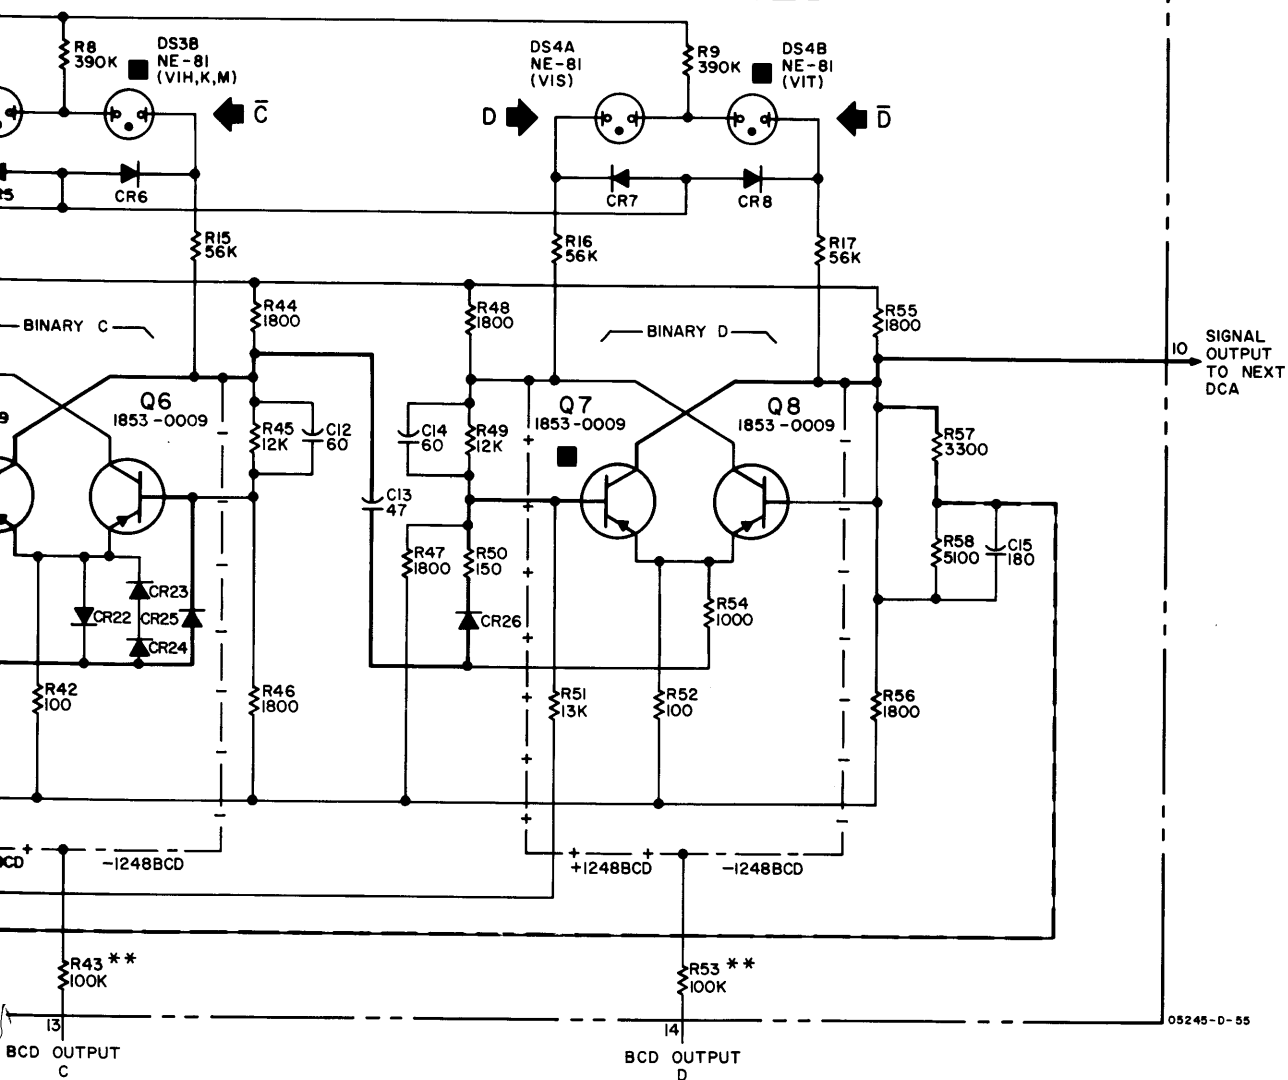 R8
390K
DS3B
NE-81
(VIH,K,M)
C
DS4A
NE-81
(VIS)
D
R9
390K
DS4B
NE-81
(VIT)
D
CR6
CR7
CR8
R15
56K
R16
56K
R17
56K
BINARY C
R44
1800
R48
1800
BINARY D
R55
1800
10
SIGNAL
OUTPUT
TO NEXT
DCA
Q6
1853-0009
Q7
1853-0009
Q8
1853-0009
R45
12K
C12
60
C14
60
R49
12K
R57
3300
C13
47
R47
1800
R50
150
R58
5100
C15
180
CR23
CR22
CR25
CR24
CR26
R54
1000
R42
100
R46
1800
R51
13K
R52
100
R56
1800
BCD
-1248BCD
+1248BCD
-1248BCD
R43 **
100K
R53 **
100K
13
14
05245-D-55
BCD OUTPUT
C
BCD OUTPUT
D